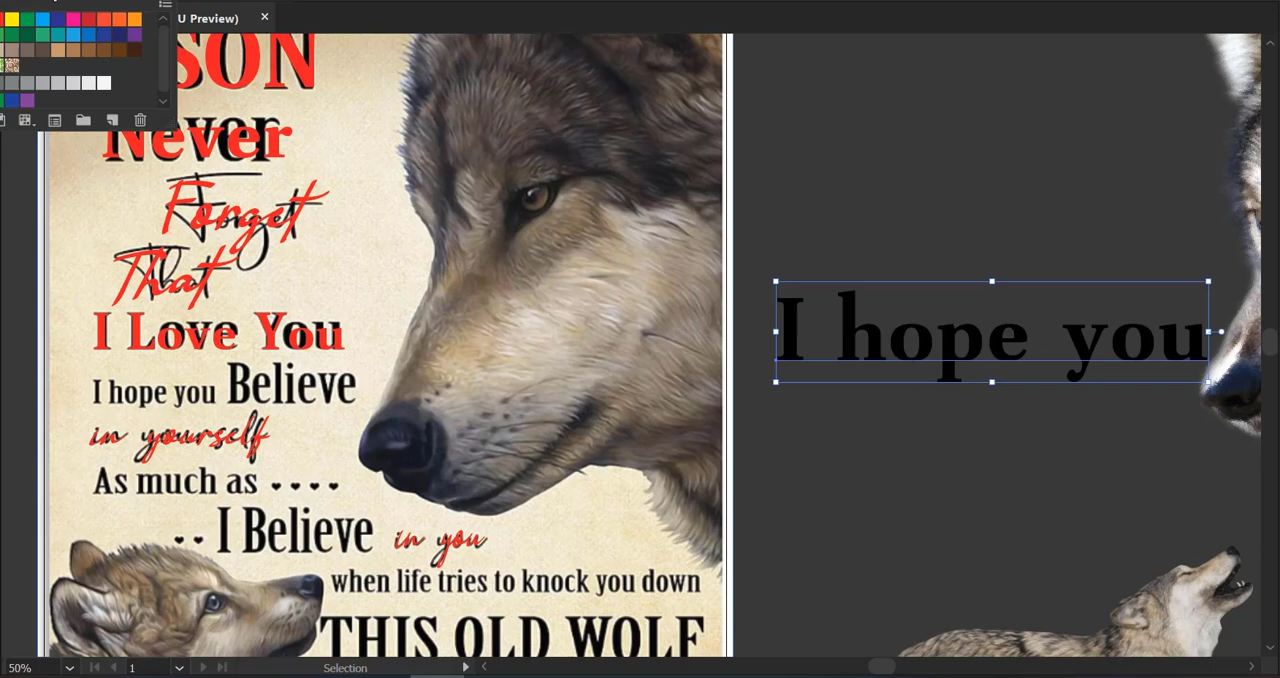 U Preview)
SON
Never
Forget
That
I Love You
I hope you Believe
in yourself
As much as
I Believe in you
when life tries to knock you down
THIS OLD WOLF
I hope you
50%
1
Selection